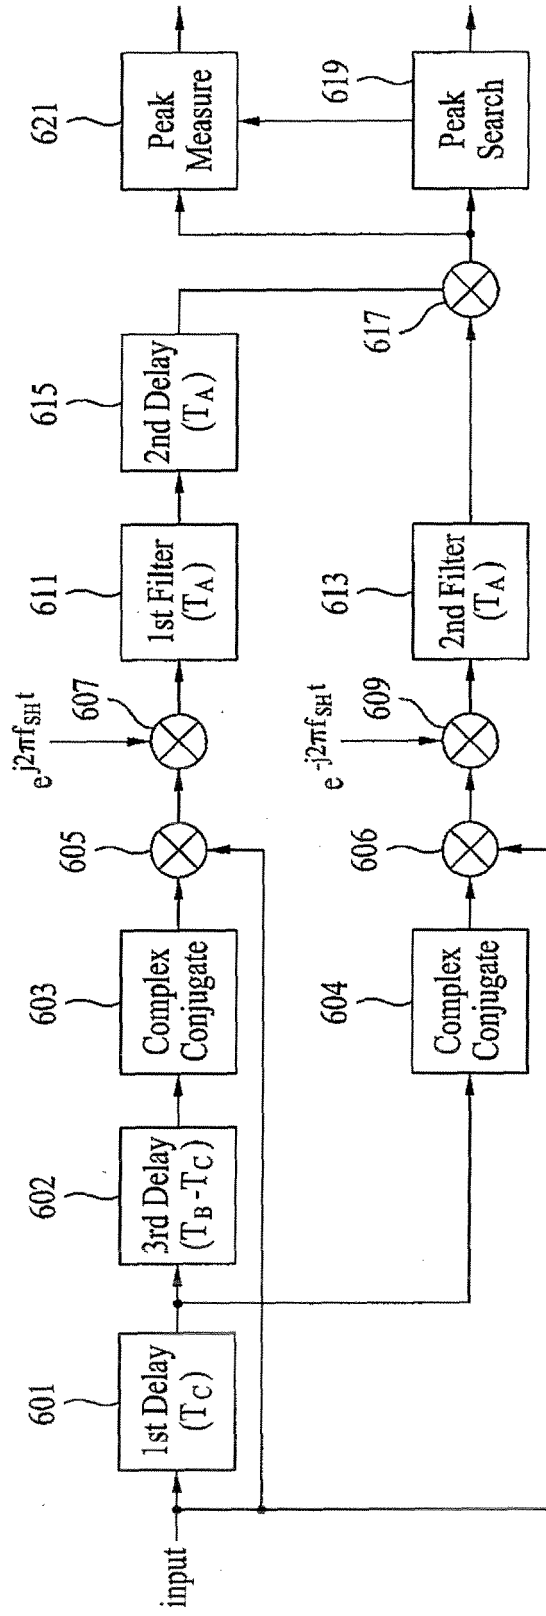 input
601
1st Delay
(TC)
602
3rd Delay
(TB-TC)
603
Complex
Conjugate
605
e^j2πfSHt
607
611
1st Filter
(TA)
615
2nd Delay
(TA)
621
Peak
Measure
604
Complex
Conjugate
606
e^-j2πfSHt
609
613
2nd Filter
(TA)
617
619
Peak
Search